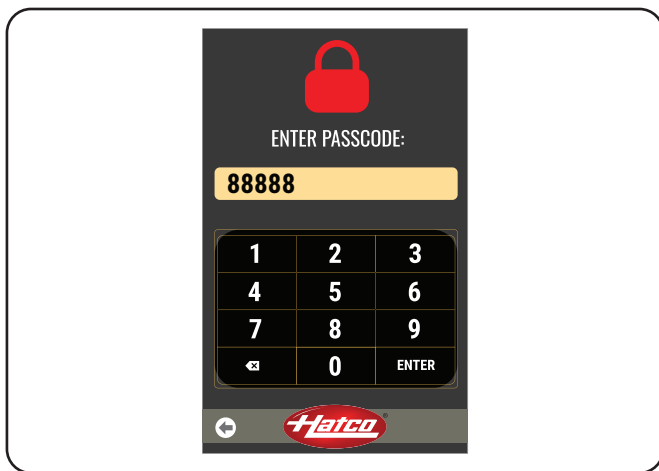 ENTER PASSCODE:
88888
1 2 3
4 5 6
7 8 9
0 ENTER
Hatco®